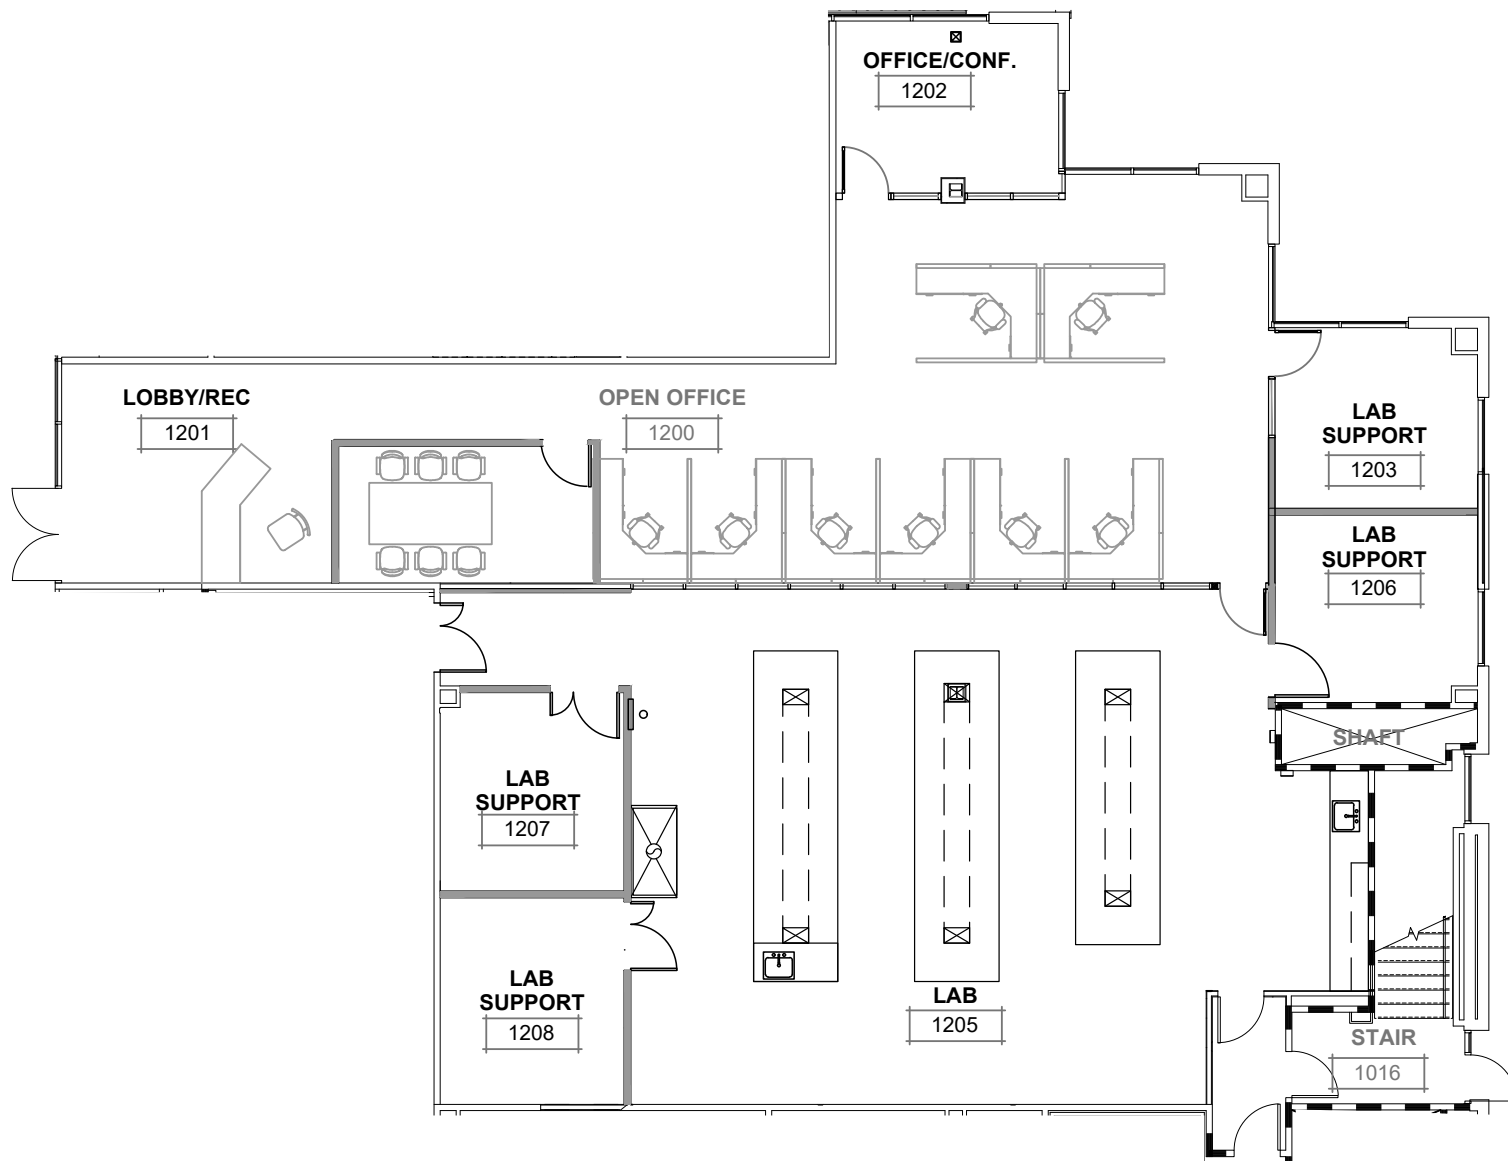 OFFICE/CONF.
1202
LOBBY/REC
1201
OPEN OFFICE
1200
LAB
SUPPORT
1203
LAB
SUPPORT
1206
SHAFT
LAB
SUPPORT
1207
LAB
SUPPORT
1208
LAB
1205
STAIR
1016